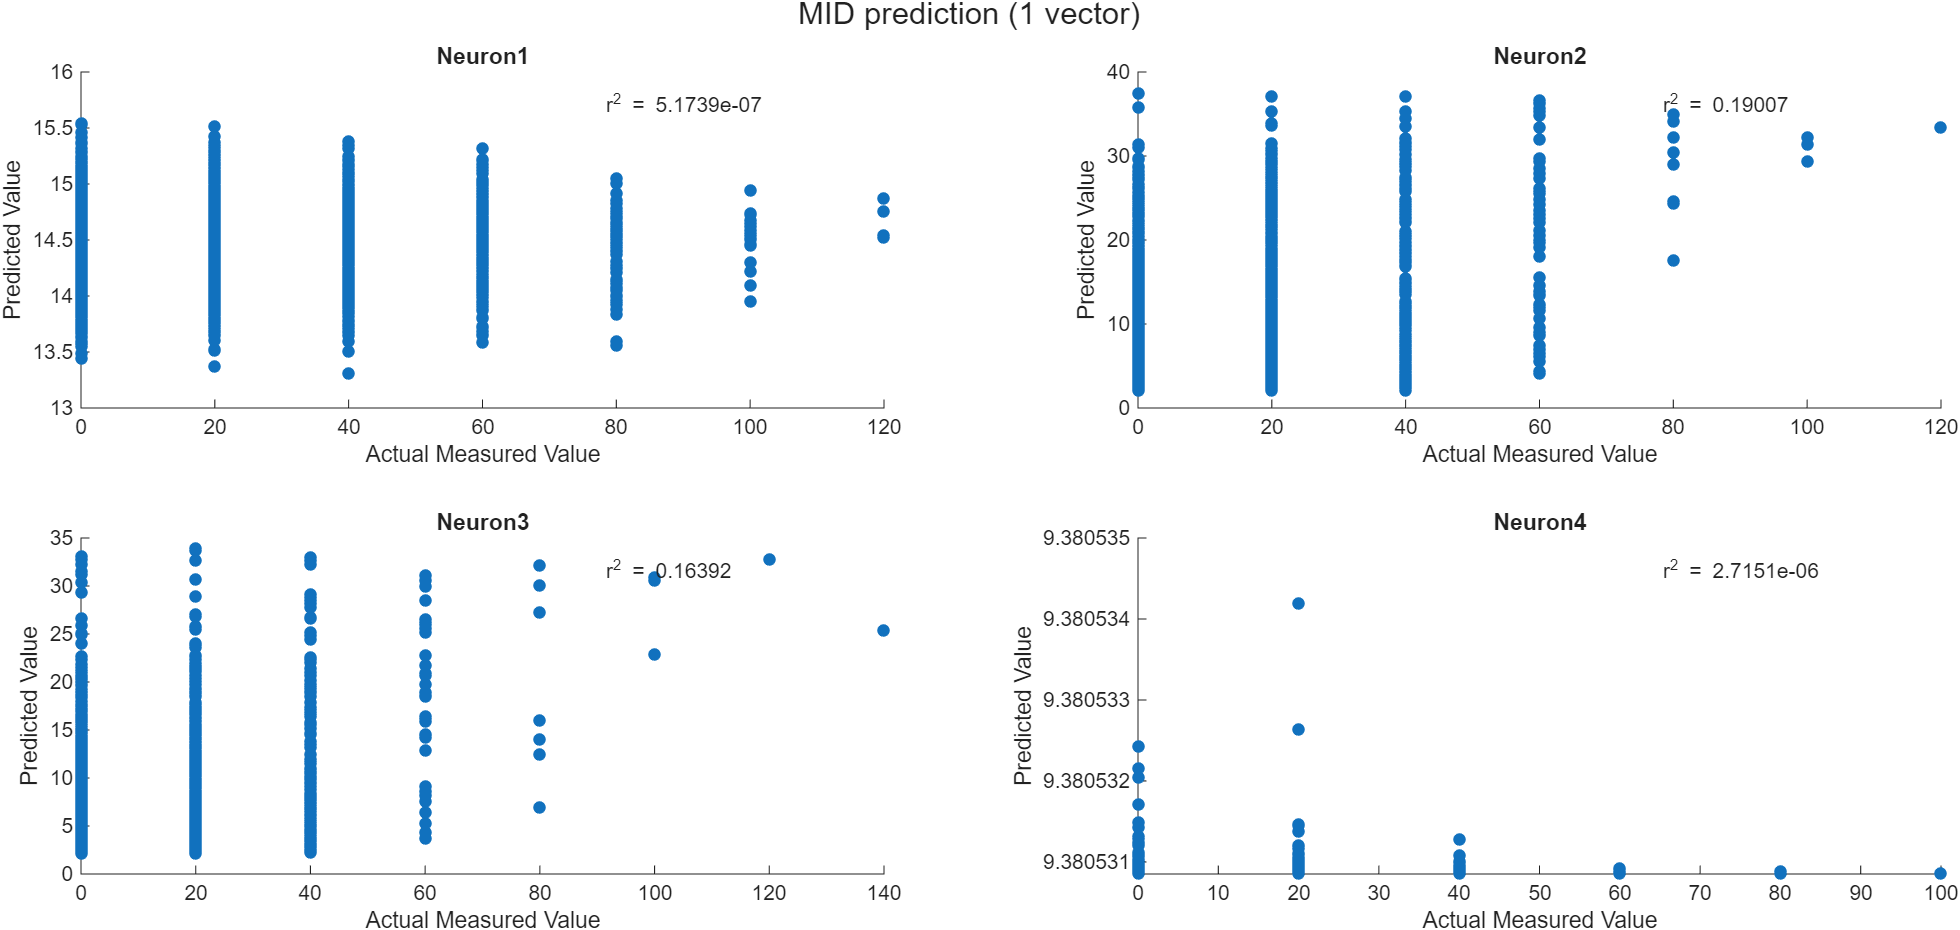 MID prediction (1 vector)
Neuron1
r2 = 5.1739e-07
16
15.5
15
14.5
14
13.5
13
Predicted Value
0 20 40 60 80 100 120
Actual Measured Value
Neuron2
r2 = 0.19007
40
30
20
10
0
Predicted Value
0 20 40 60 80 100 120
Actual Measured Value
Neuron3
r2 = 0.16392
35
30
25
20
15
10
5
0
Predicted Value
0 20 40 60 80 100 120 140
Actual Measured Value
Neuron4
r2 = 2.7151e-06
9.380535
9.380534
9.380533
9.380532
9.380531
Predicted Value
0 10 20 30 40 50 60 70 80 90 100
Actual Measured Value